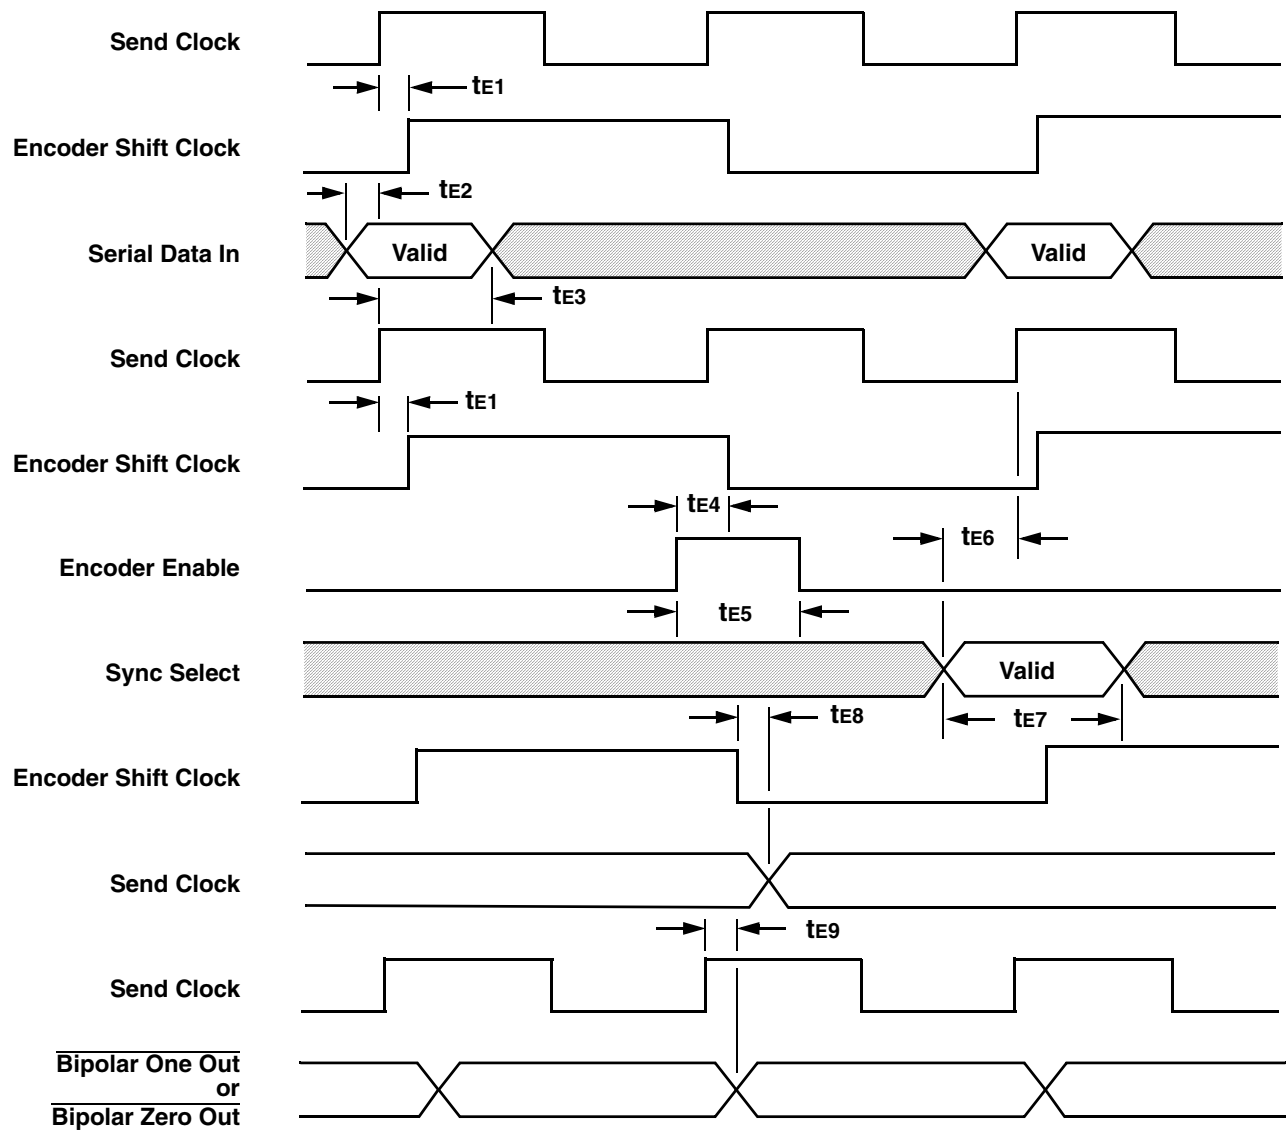 Send Clock
tE1
Encoder Shift Clock
tE2
Serial Data In
Valid
Valid
tE3
Send Clock
tE1
Encoder Shift Clock
tE4
tE6
Encoder Enable
tE5
Sync Select
Valid
tE8
tE7
Encoder Shift Clock
Send Clock
tE9
Send Clock
Bipolar One Out
or
Bipolar Zero Out